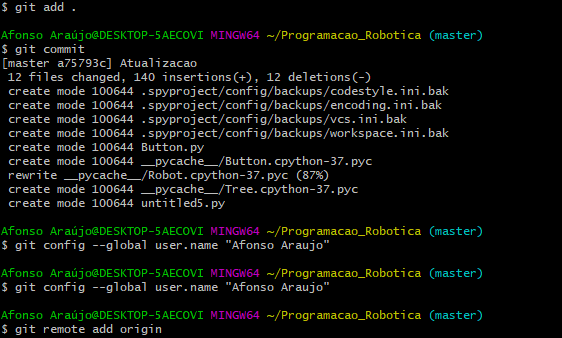 $ git add .
Afonso Araújo@DESKTOP-5AECOVI MINGW64 ~/Programacao_Robotica (master)
$ git commit
[master a75793c] Atualizacao
 12 files changed, 140 insertions(+), 12 deletions(-)
 create mode 100644 .spyproject/config/backups/codestyle.ini.bak
 create mode 100644 .spyproject/config/backups/encoding.ini.bak
 create mode 100644 .spyproject/config/backups/vcs.ini.bak
 create mode 100644 .spyproject/config/backups/workspace.ini.bak
 create mode 100644 Button.py
 create mode 100644 __pycache__/Button.cpython-37.pyc
 rewrite __pycache__/Robot.cpython-37.pyc (87%)
 create mode 100644 __pycache__/Tree.cpython-37.pyc
 create mode 100644 untitled5.py
Afonso Araújo@DESKTOP-5AECOVI MINGW64 ~/Programacao_Robotica (master)
$ git config --global user.name "Afonso Araujo"
Afonso Araújo@DESKTOP-5AECOVI MINGW64 ~/Programacao_Robotica (master)
$ git config --global user.name "Afonso Araujo"
Afonso Araújo@DESKTOP-5AECOVI MINGW64 ~/Programacao_Robotica (master)
$ git remote add origin